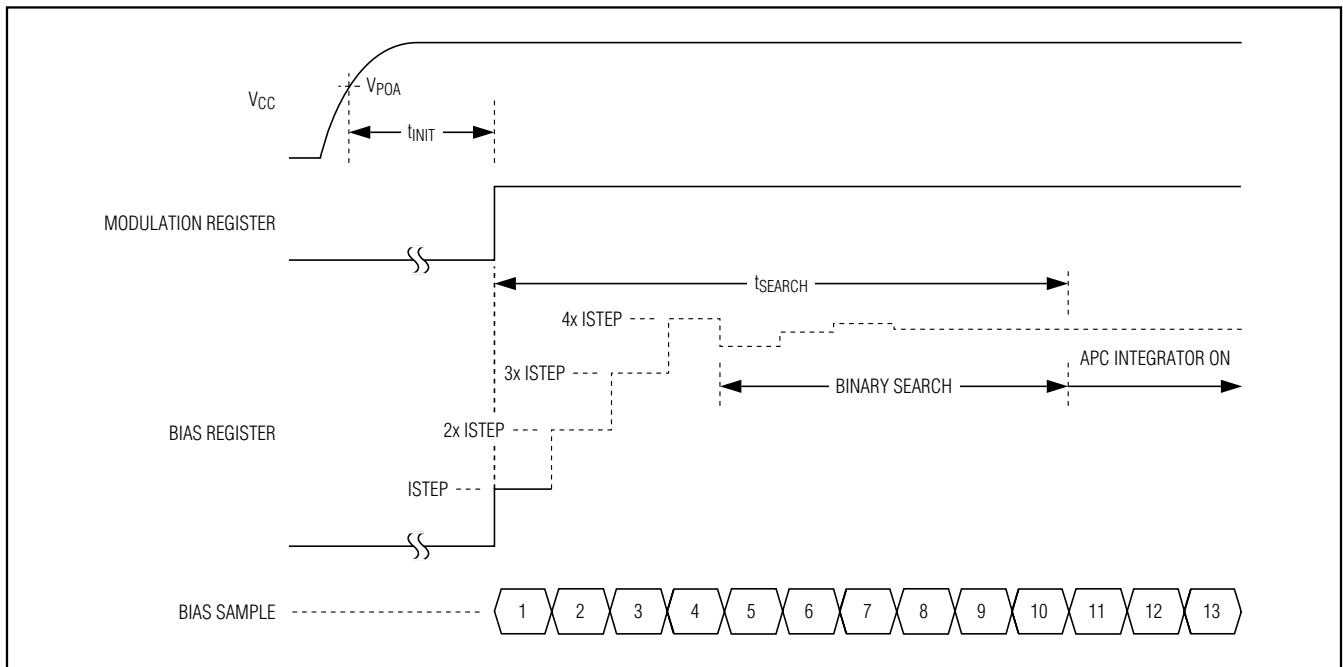 VCC
VPOA
tINIT
MODULATION REGISTER
tSEARCH
4x ISTEP
3x ISTEP
APC INTEGRATOR ON
BINARY SEARCH
2x ISTEP
BIAS REGISTER
ISTEP
BIAS SAMPLE
1 2 3 4 5 6 7 8 9 10 11 12 13